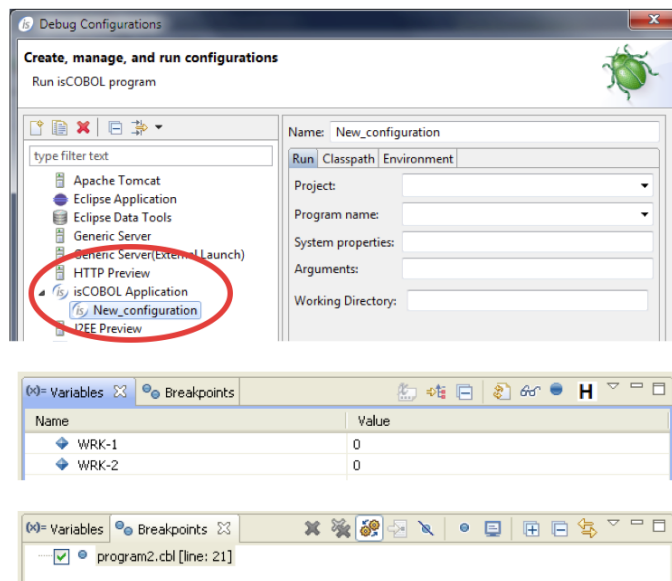 is Debug Configurations
Create, manage, and run configurations
Run isCOBOL program
type filter text
Apache Tomcat
Eclipse Application
Eclipse Data Tools
Generic Server
Generic Server(External Launch)
HTTP Preview
is isCOBOL Application
is New_configuration
J2EE Preview
Name: New_configuration
Run Classpath Environment
Project:
Program name:
System properties:
Arguments:
Working Directory:
(x)= Variables Breakpoints H
Name Value
WRK-1 0
WRK-2 0
(x)= Variables Breakpoints
program2.cbl [line: 21]